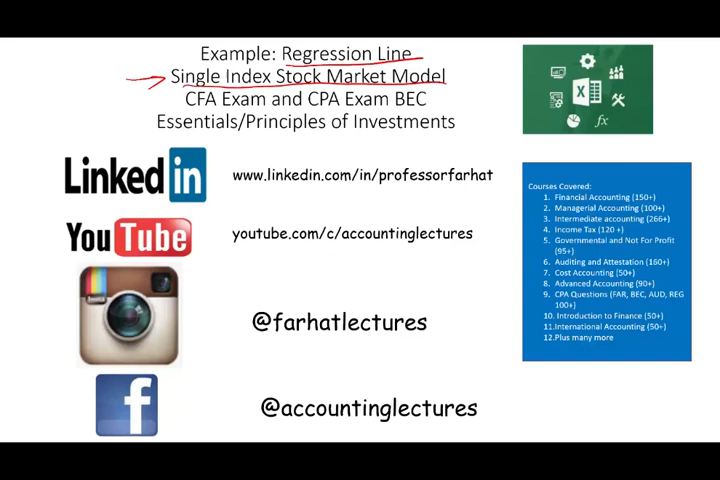 Example: Regression Line
Single Index Stock Market Model
CFA Exam and CPA Exam BEC
Essentials/Principles of Investments
Linked in
www.linkedin.com/in/professorfarhat
YouTube
youtube.com/c/accountinglectures
@farhatlectures
f
@accountinglectures
X
fx
Courses Covered:
1. Financial Accounting (150+)
2. Managerial Accounting (100+)
3. Intermediate accounting (266+)
4. Income Tax (120 +)
5. Governmental and Not For Profit
(95+)
6. Auditing and Attestation (160+)
7. Cost Accounting (50+)
8. Advanced Accounting (90+)
9. CPA Questions (FAR, BEC, AUD, REG
100+)
10. Introduction to Finance (50+)
11.International Accounting (50+)
12.Plus many more